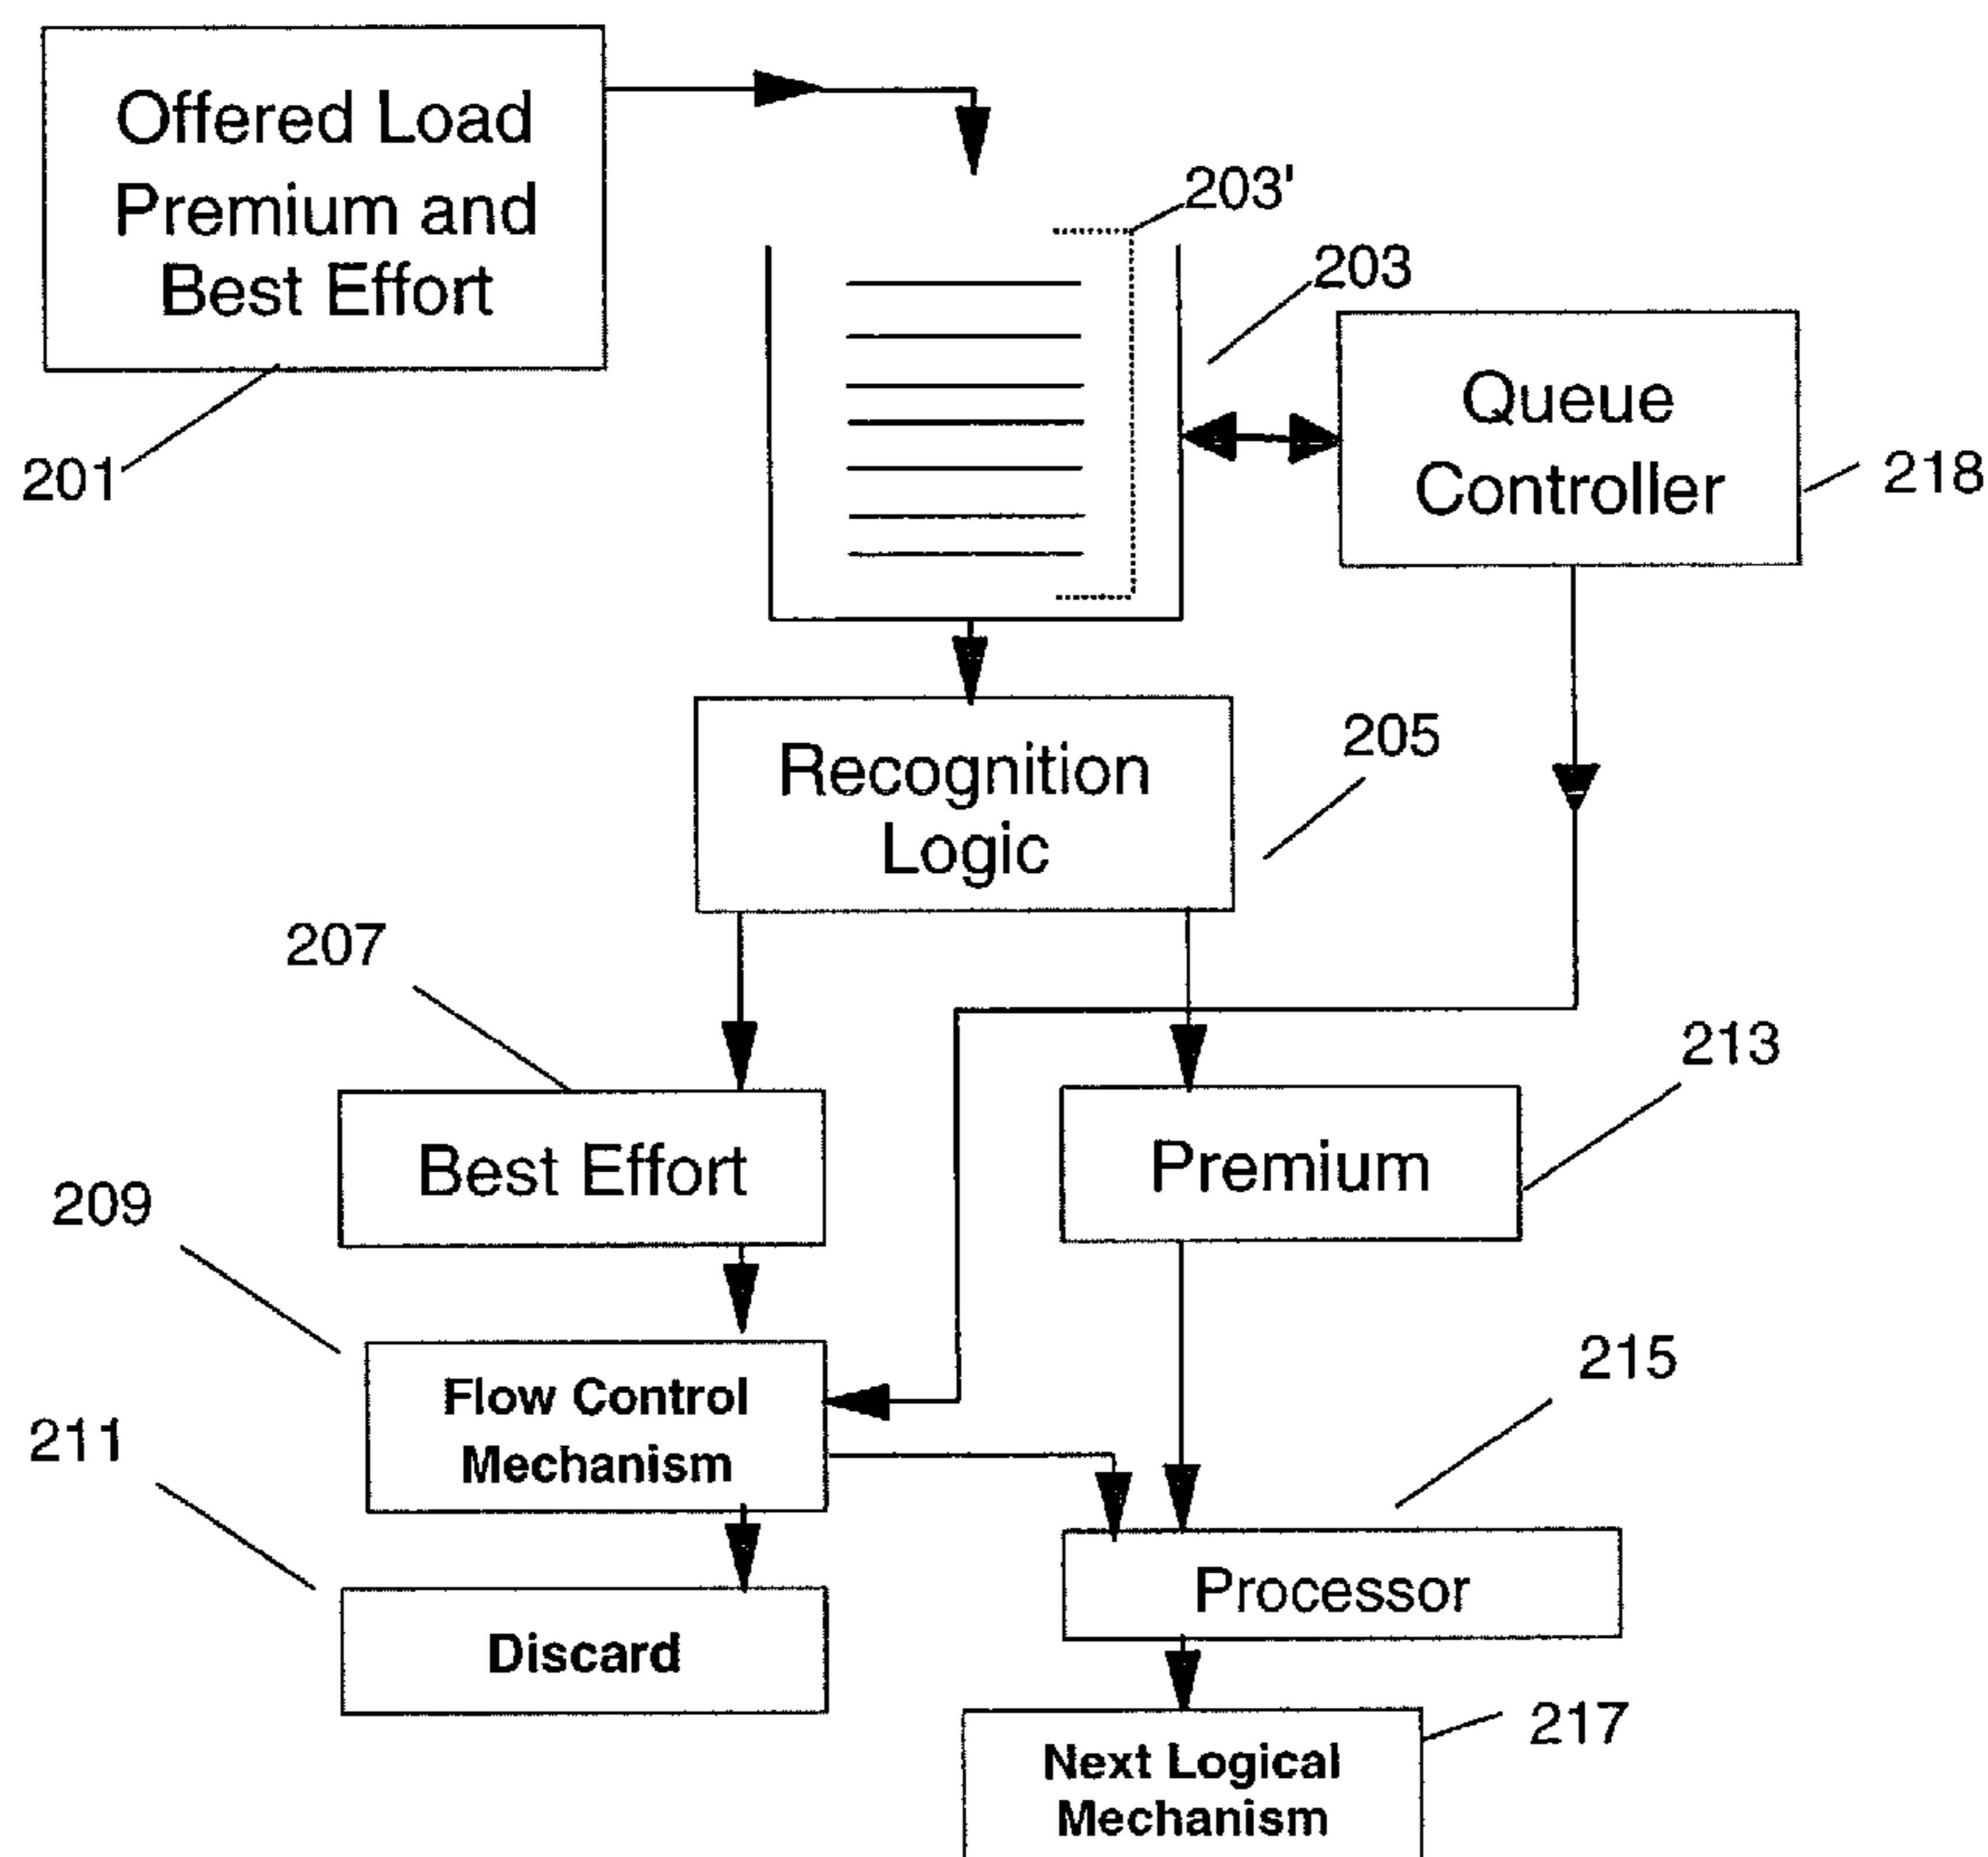 Offered Load
Premium and
Best Effort
201
203'
203
Queue
Controller
218
Recognition
Logic
205
207
Best Effort
213
Premium
209
Flow Control
Mechanism
211
Discard
215
Processor
217
Next Logical
Mechanism